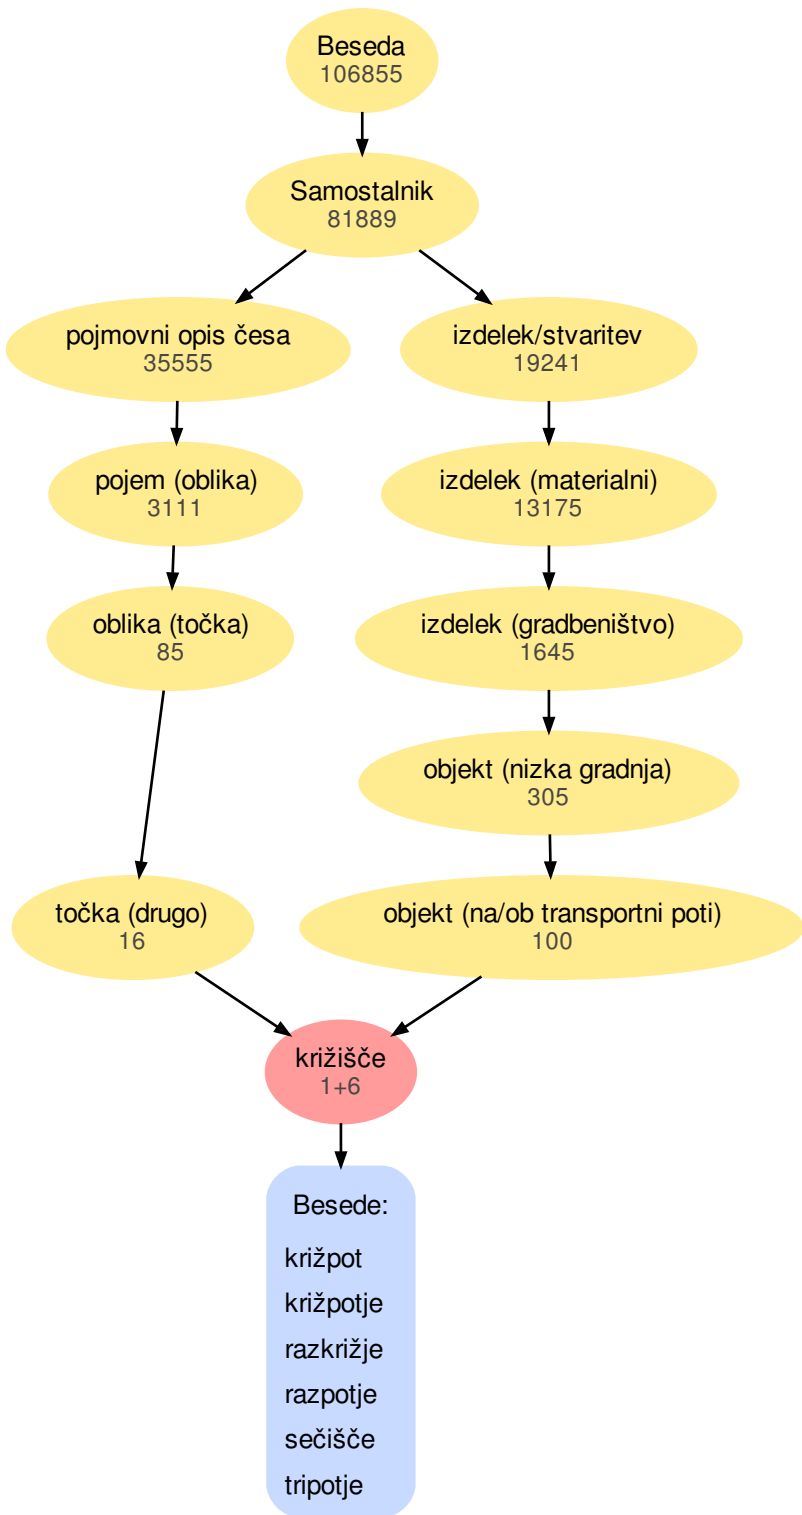 Beseda
106855
Samostalnik
81889
pojmovni opis česa
35555
izdelek/stvaritev
19241
pojem (oblika)
3111
izdelek (materialni)
13175
oblika (točka)
85
izdelek (gradbeništvo)
1645
objekt (nizka gradnja)
305
točka (drugo)
16
objekt (na/ob transportni poti)
100
križišče
1+6
Besede:
križpot
križpotje
razkrižje
razpotje
sečišče
tripotje